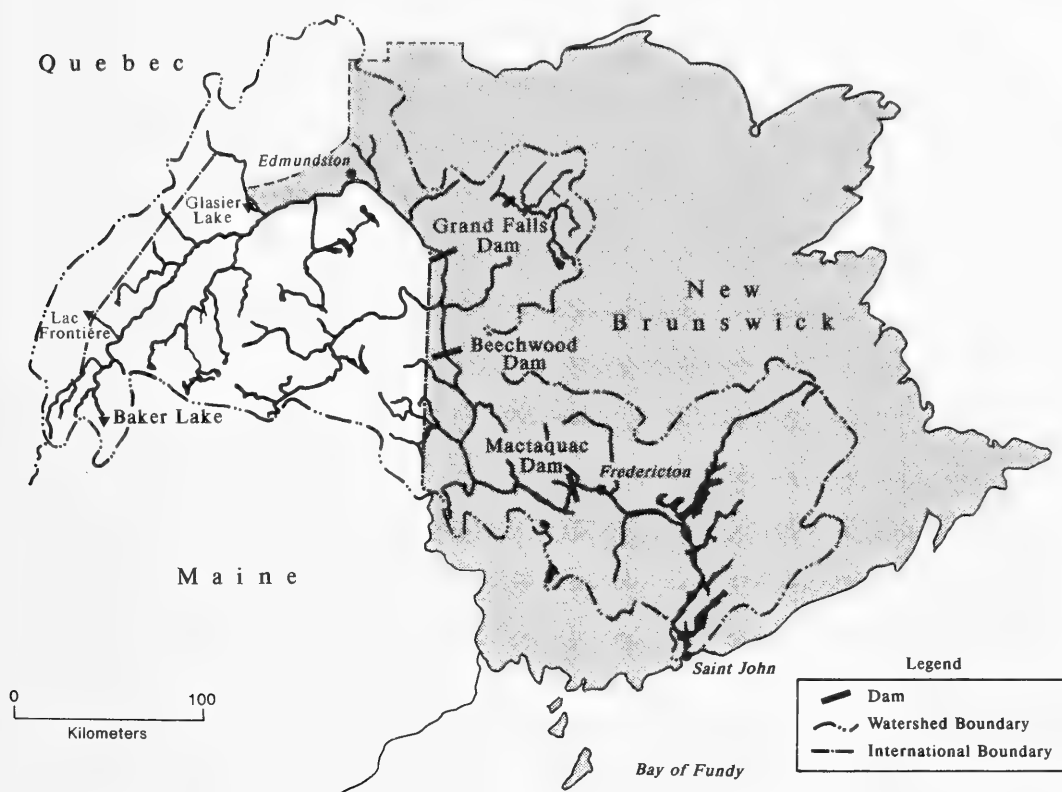 Quebec
Edmundston
Glasier
Lake
Grand Falls
Dam
New
Brunswick
Lac
Frontière
Beechwood
Dam
Baker Lake
Mactaquac
Dam
Fredericton
Maine
Saint John
0 100
Kilometers
Bay of Fundy
Legend
Dam
Watershed Boundary
International Boundary